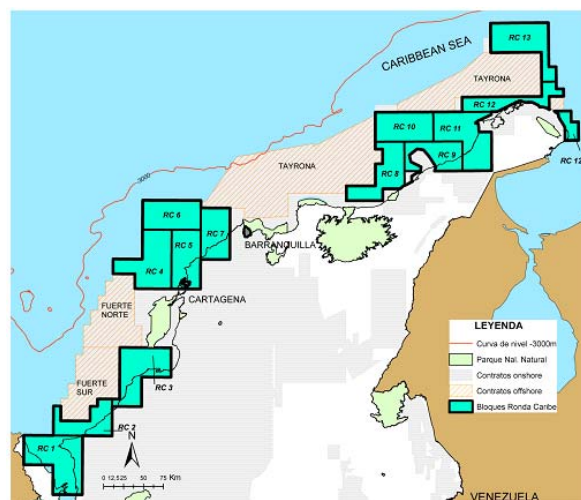 RC 13
CARIBBEAN SEA
TAYRONA
RC 12
RC 10
RC 11
TAYRONA
RC 9
RC 8
RC 12
3000
RC 6
RC 7
RC 5
BARRANQUILLA
RC 4
CARTAGENA
FUERTE
NORTE
LEYENDA
Curva de nivel -3000m
Parque Nal. Natural
Contratos onshore
Contratos offshore
Bloques Ronda Caribe
RC 3
FUERTE
SUR
RC 2
N
RC 1
0 12,5 25 50 75 Km
VENEZUELA